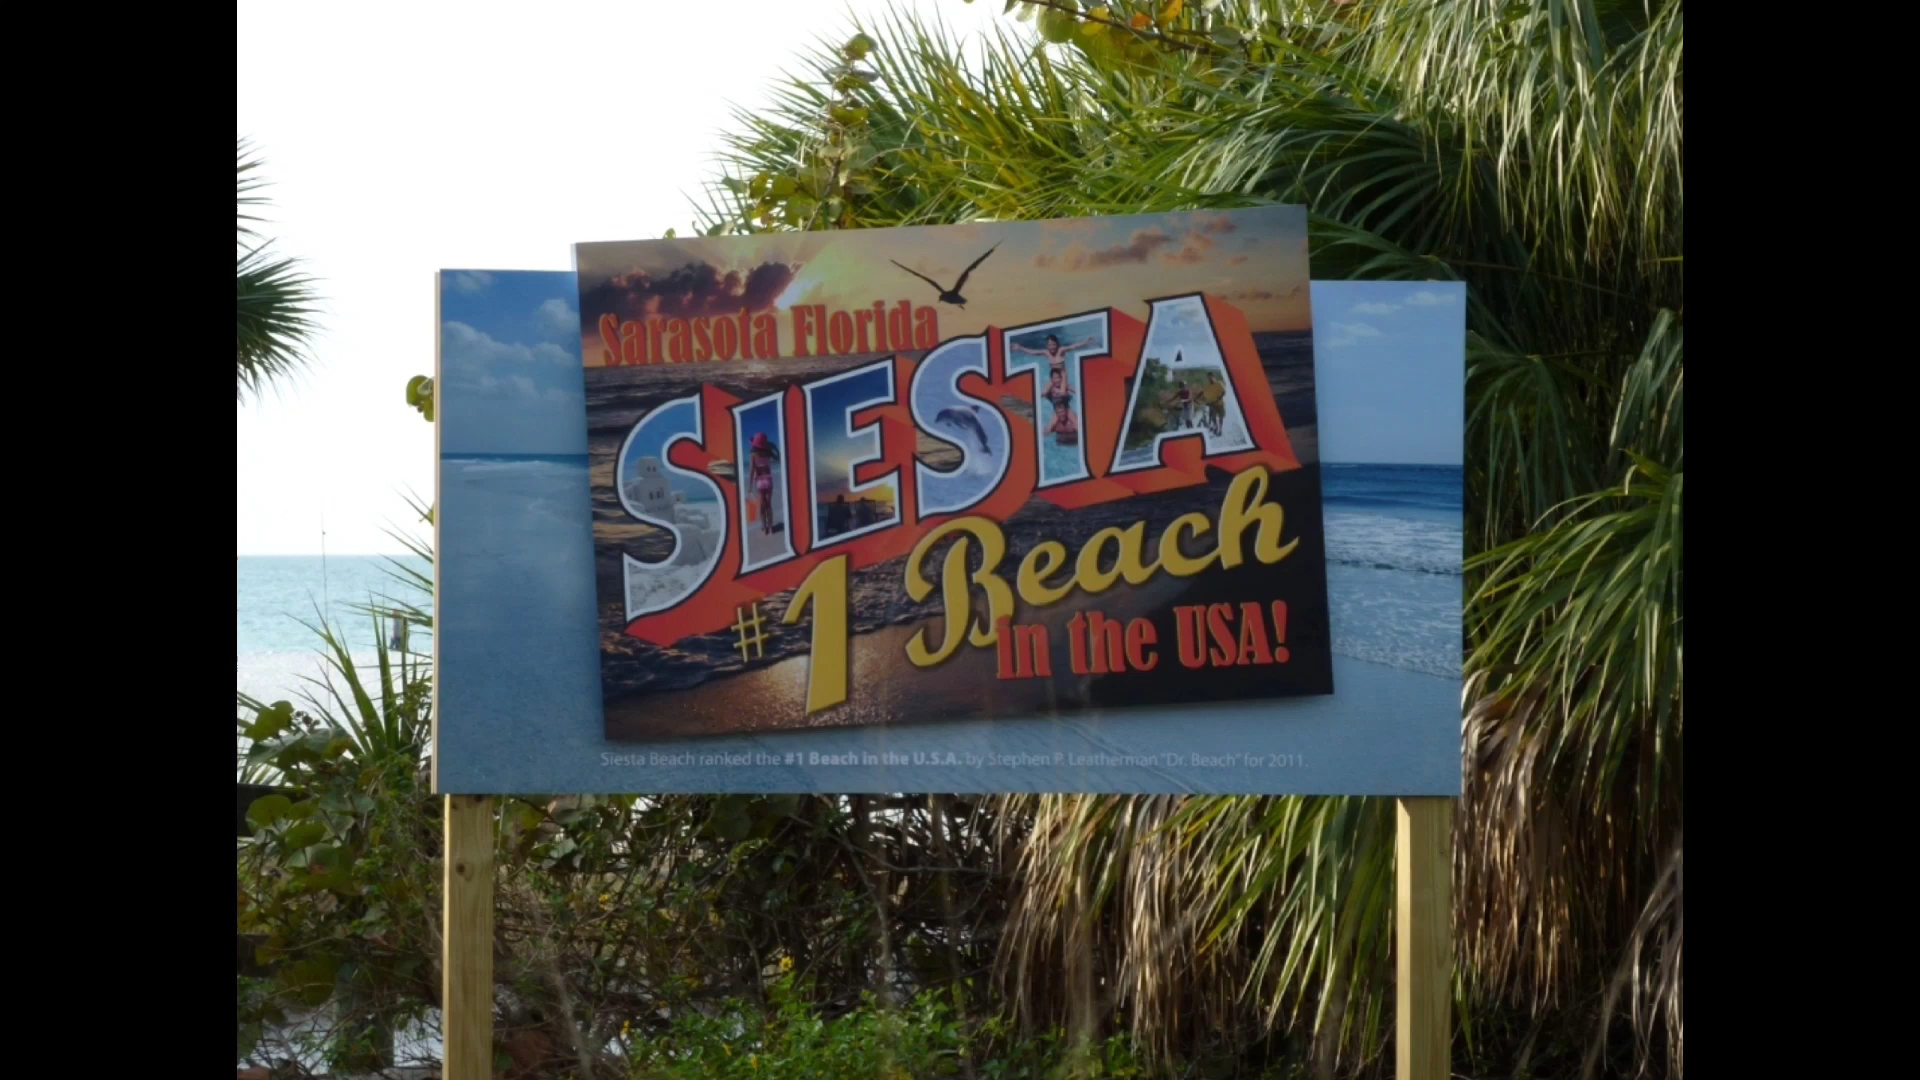 Sarasota Florida
SIESTA
#1 Beach
in the USA!
Siesta Beach ranked the #1 Beach in the U.S.A. by Stephen P. Leatherman "Dr. Beach" for 2011.